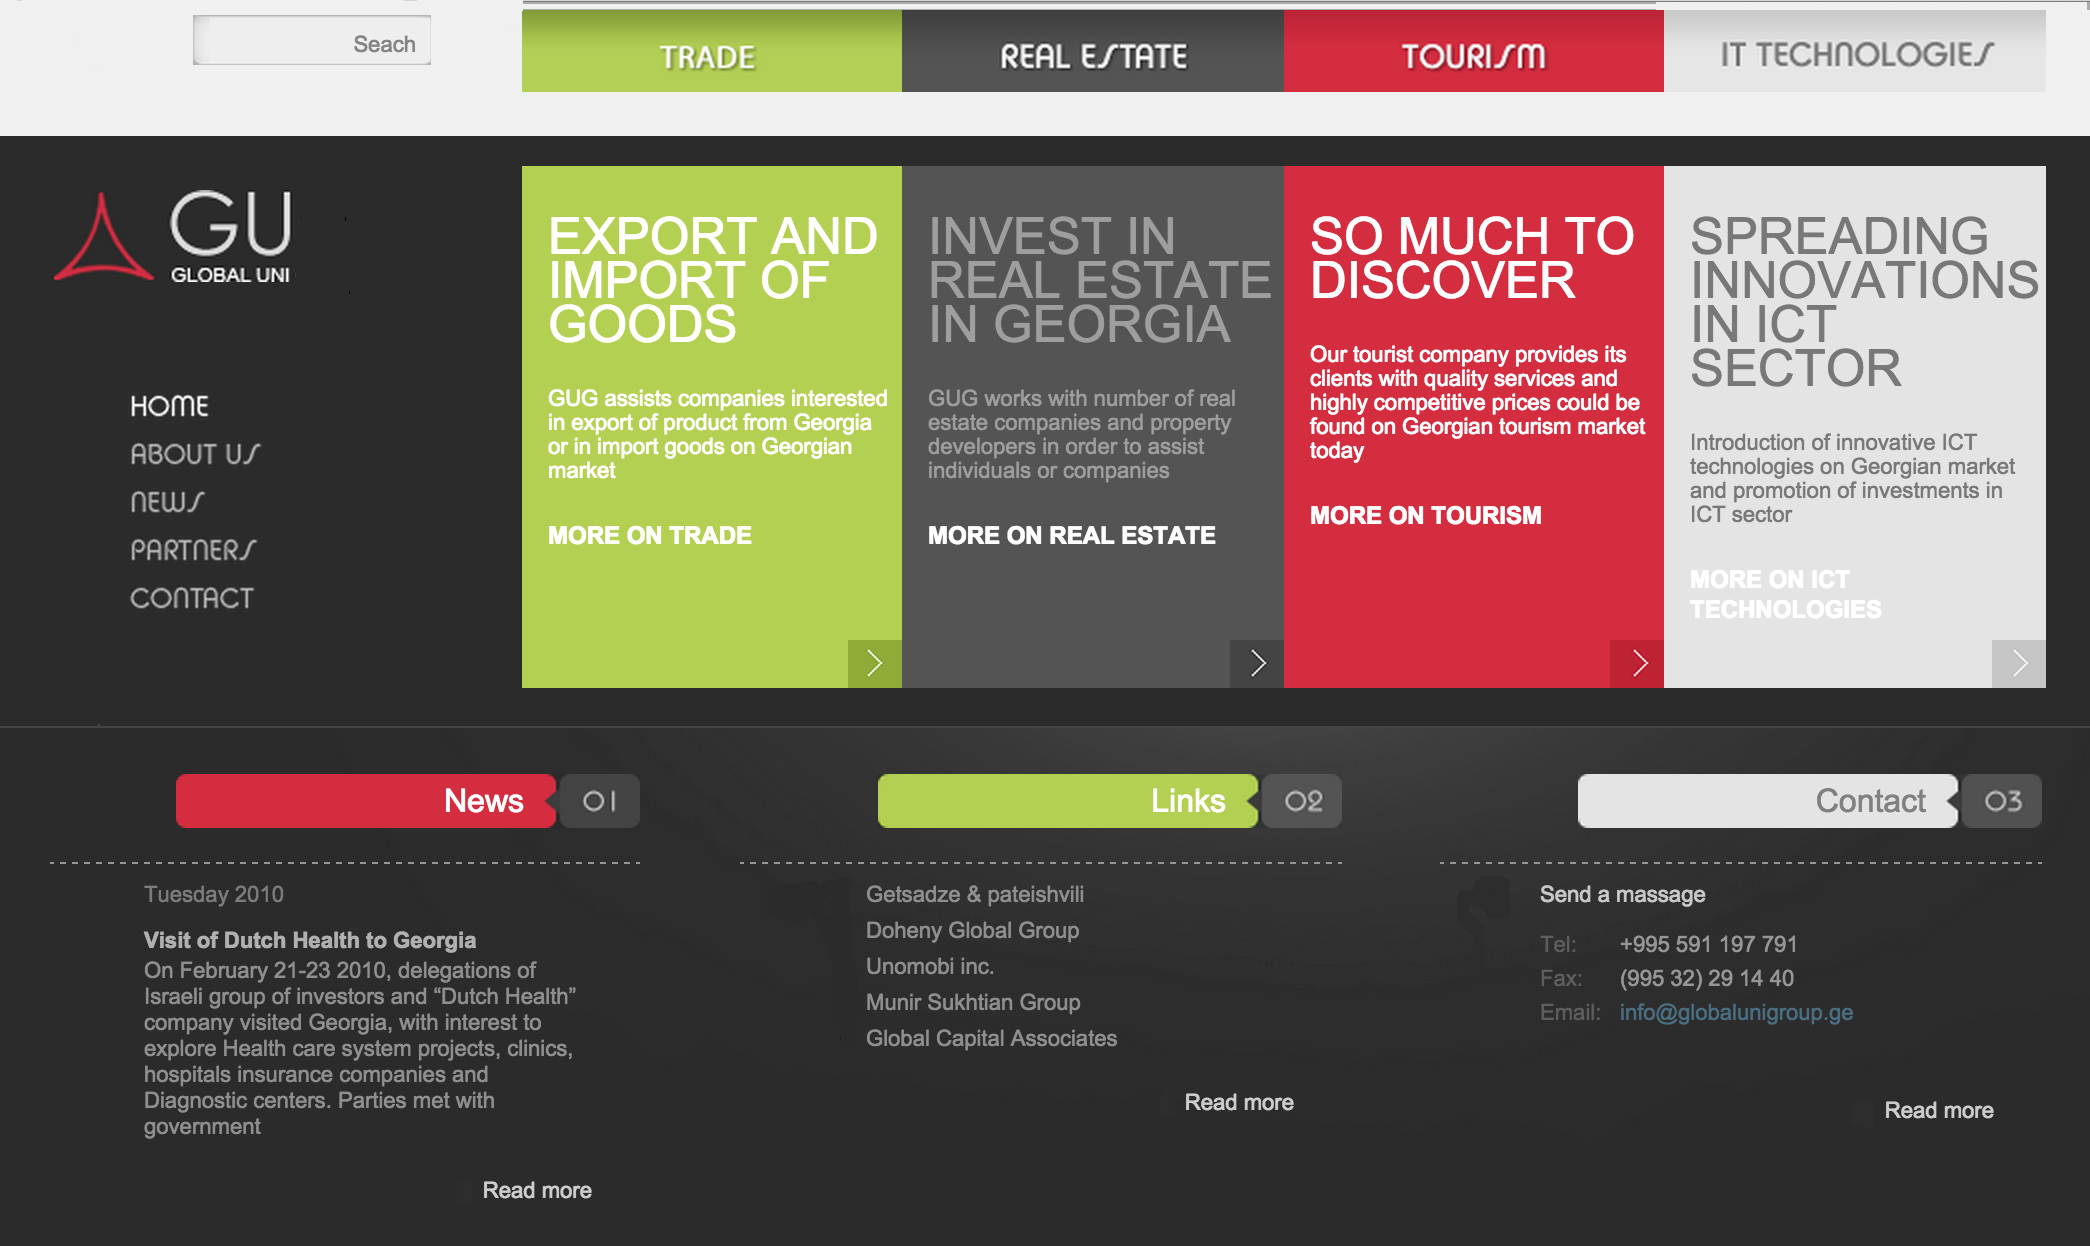 Seach
TRADE
REAL ESTATE
TOURISM
IT TECHNOLOGIES
GU
GLOBAL UNI
HOME
ABOUT US
NEWS
PARTNERS
CONTACT
EXPORT AND
IMPORT OF
GOODS
GUG assists companies interested
in export of product from Georgia
or in import goods on Georgian
market
MORE ON TRADE
INVEST IN
REAL ESTATE
IN GEORGIA
GUG works with number of real
estate companies and property
developers in order to assist
individuals or companies
MORE ON REAL ESTATE
SO MUCH TO
DISCOVER
Our tourist company provides its
clients with quality services and
highly competitive prices could be
found on Georgian tourism market
today
MORE ON TOURISM
SPREADING
INNOVATIONS
IN ICT
SECTOR
Introduction of innovative ICT
technologies on Georgian market
and promotion of investments in
ICT sector
MORE ON ICT
TECHNOLOGIES
News
01
Tuesday 2010
Visit of Dutch Health to Georgia
On February 21-23 2010, delegations of
Israeli group of investors and “Dutch Health”
company visited Georgia, with interest to
explore Health care system projects, clinics,
hospitals insurance companies and
Diagnostic centers. Parties met with
government
Read more
Links
02
Getsadze & pateishvili
Doheny Global Group
Unomobi inc.
Munir Sukhtian Group
Global Capital Associates
Read more
Contact
03
Send a massage
Tel: +995 591 197 791
Fax: (995 32) 29 14 40
Email: info@globalunigroup.ge
Read more